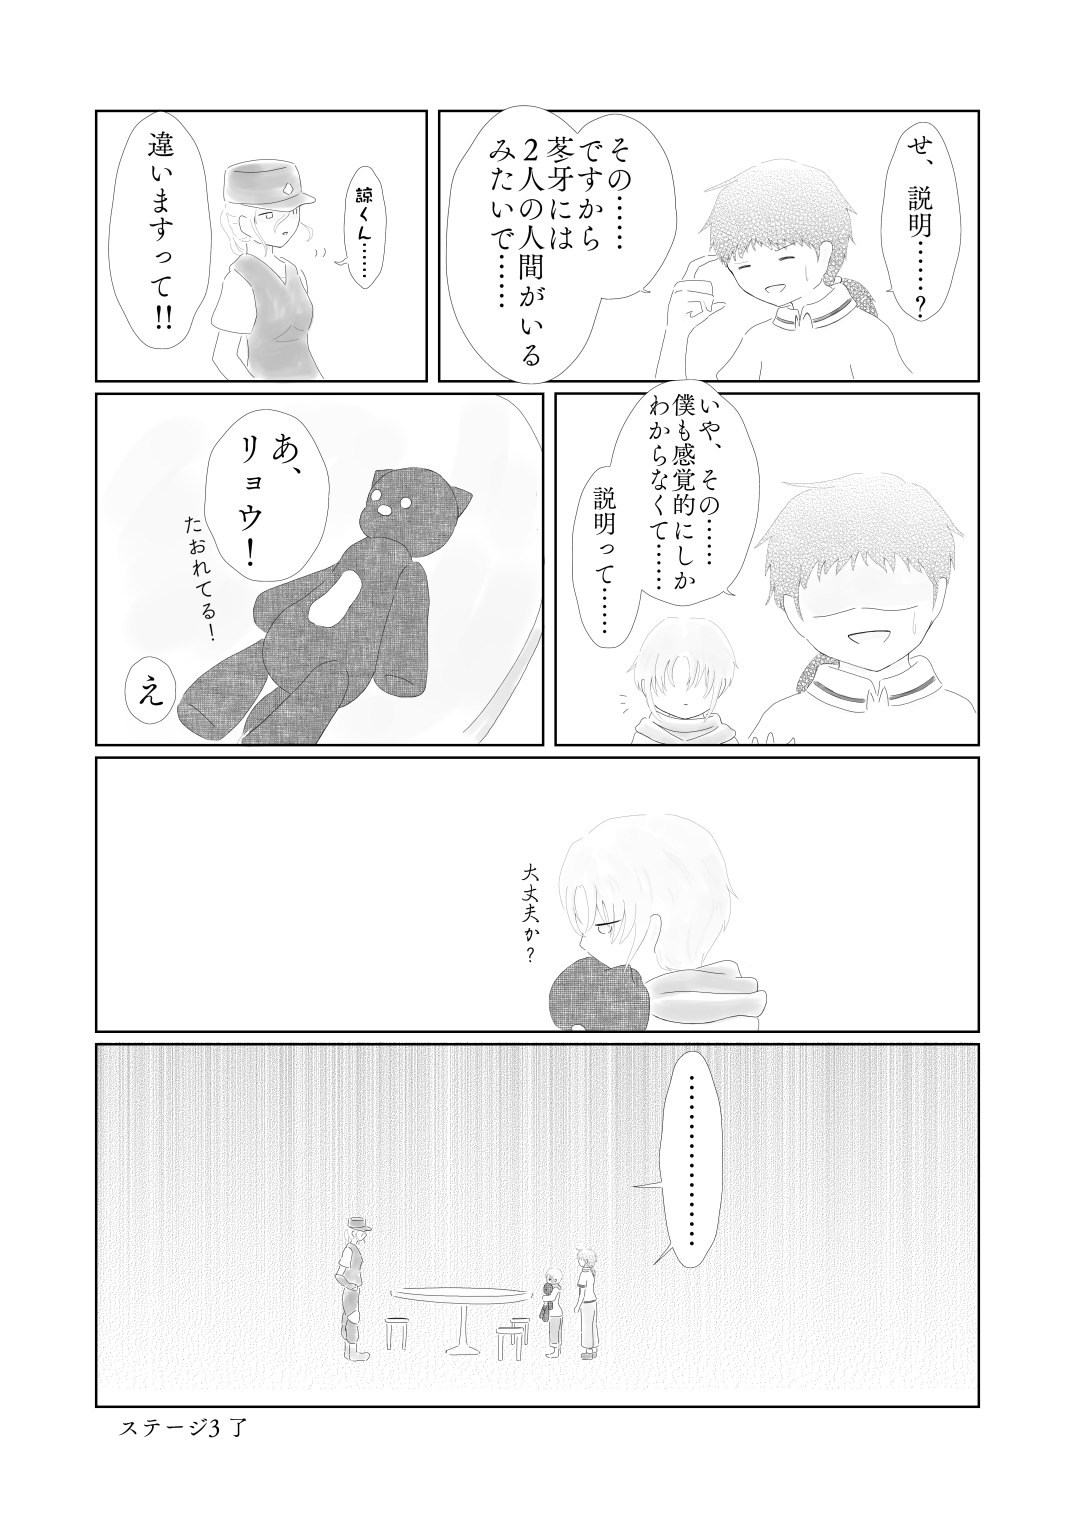 せ、説明……?
その……
ですから
苳牙には
2人の人間がいる
みたいで……
諒くん……
違いますって!!
いや、その……
僕も感覚的にしか
わからなくて……
説明って……
あ、
リョウ!
たおれてる!
え
大丈夫か?
………………
ステージ3 了